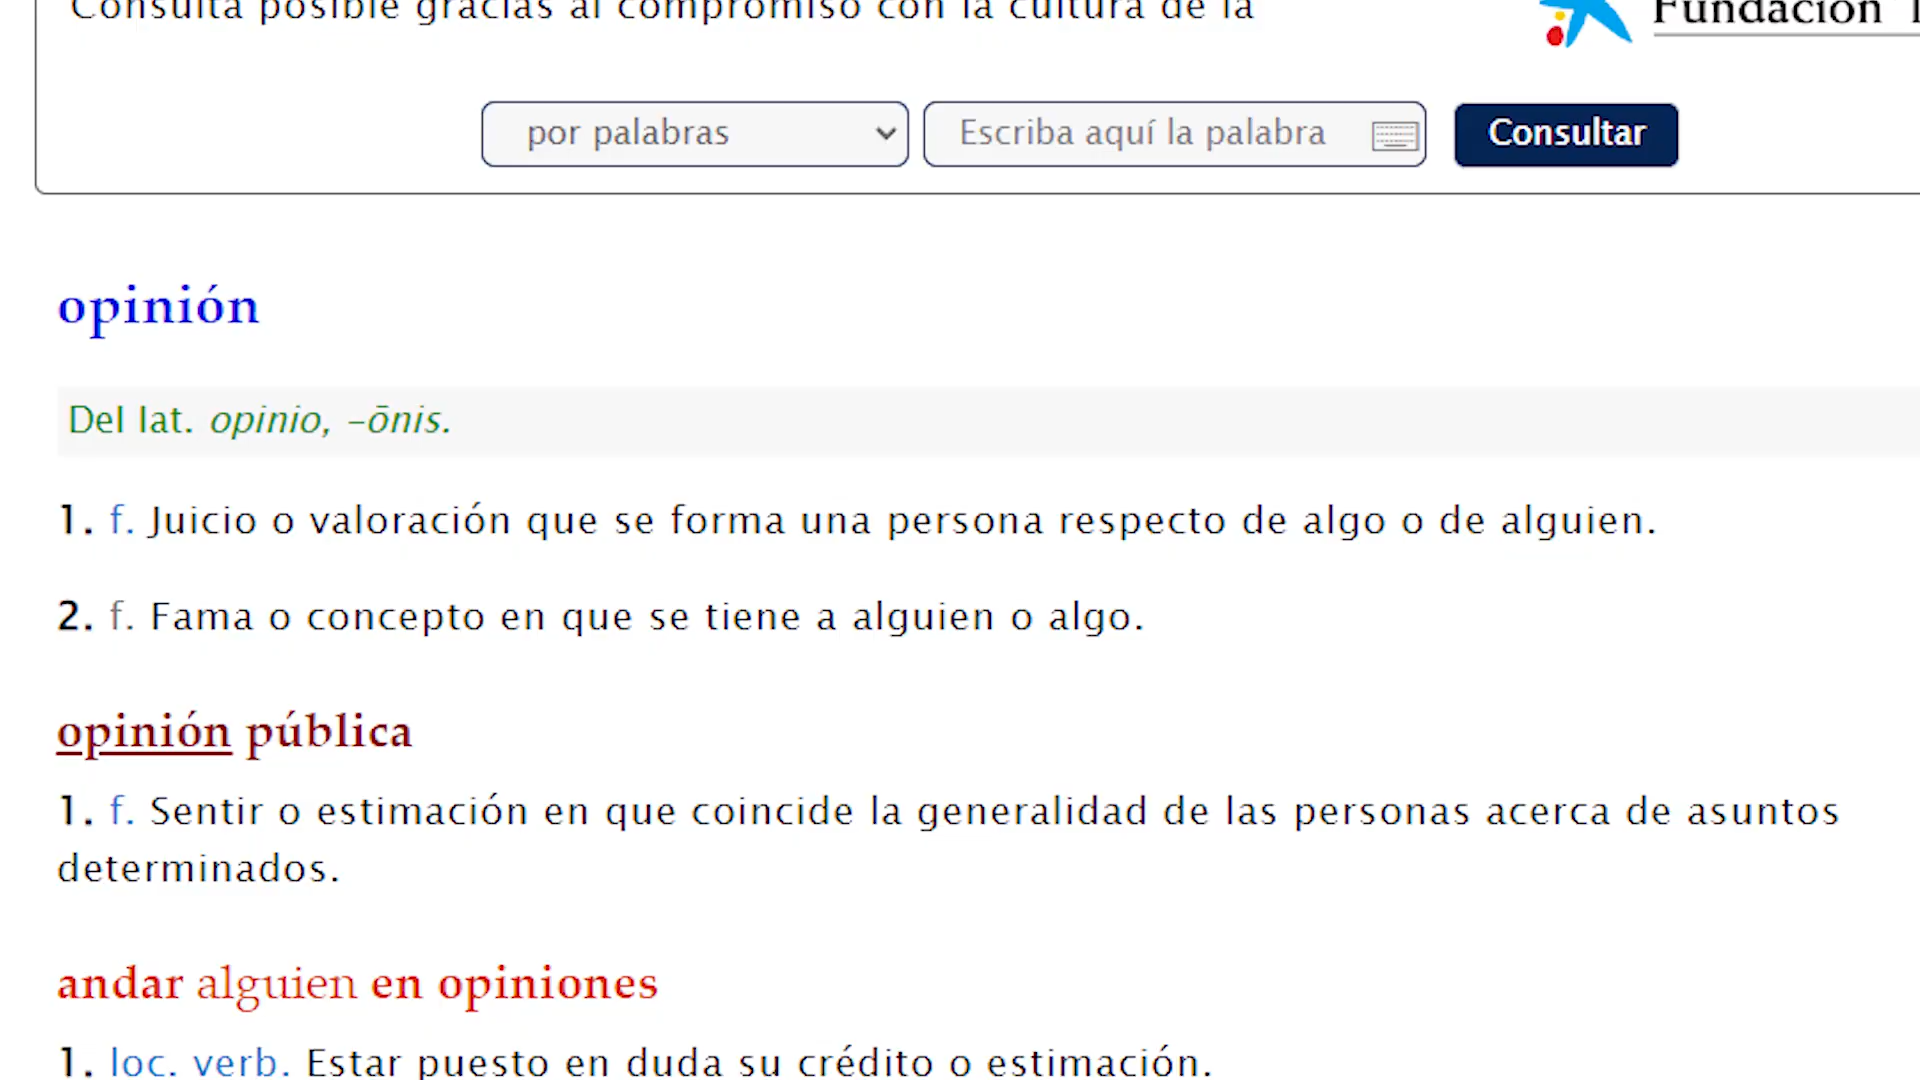 Consulta posible gracias al compromiso con la cultura de la
Fundación
por palabras
Escriba aquí la palabra
Consultar
opinión
Del lat. opinio, -ōnis.
1. f. Juicio o valoración que se forma una persona respecto de algo o de alguien.
2. f. Fama o concepto en que se tiene a alguien o algo.
opinión pública
1. f. Sentir o estimación en que coincide la generalidad de las personas acerca de asuntos
determinados.
andar alguien en opiniones
1. loc. verb. Estar puesto en duda su crédito o estimación.